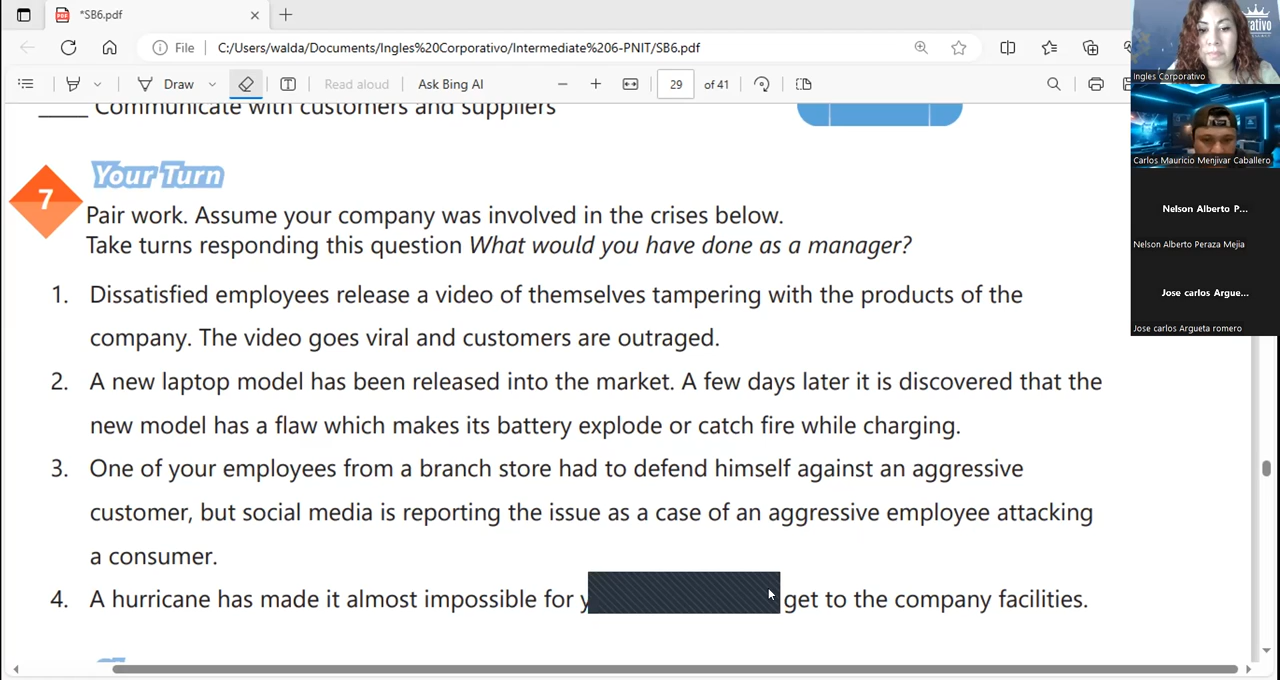 *SB6.pdf
File C:/Users/walda/Documents/Ingles%20Corporativo/Intermediate%206-PNIT/SB6.pdf
Draw Read aloud Ask Bing AI 29 of 41
Communicate with customers and suppliers
7 Your Turn
Pair work. Assume your company was involved in the crises below.
Take turns responding this question What would you have done as a manager?
1. Dissatisfied employees release a video of themselves tampering with the products of the
company. The video goes viral and customers are outraged.
2. A new laptop model has been released into the market. A few days later it is discovered that the
new model has a flaw which makes its battery explode or catch fire while charging.
3. One of your employees from a branch store had to defend himself against an aggressive
customer, but social media is reporting the issue as a case of an aggressive employee attacking
a consumer.
4. A hurricane has made it almost impossible for get to the company facilities.
Ingles Corporativo
Carlos Mauricio Menjivar Caballero
Nelson Alberto P...
Nelson Alberto Peraza Mejia
Jose carlos Argue...
Jose carlos Argueta romero